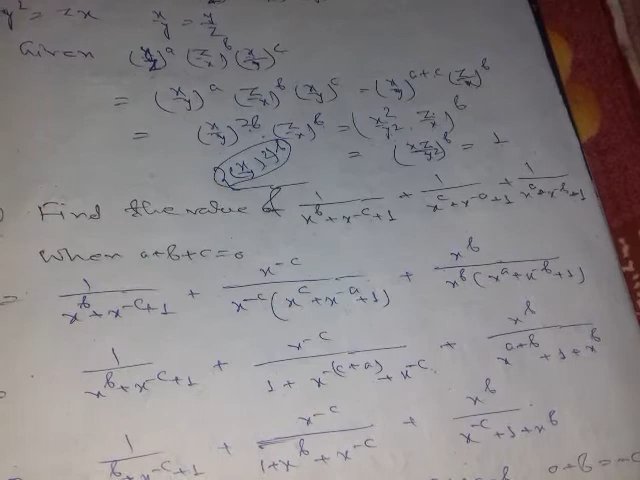 y² = zx x/y = y/z
Given (y/z)^a (z/x)^b (x/y)^c
= (x/y)^a (z/x)^b (x/y)^c = (x/y)^(a+c) (z/x)^b
= (x/y)^2b · (z/x)^b = (x²/y² · z/x)^b
= (xz/y²)^b = 1
Find the value of 1/(x^b + x^-c + 1) + 1/(x^c + x^-a + 1) + 1/(x^a + x^-b + 1)
When a+b+c=0
= 1/(x^b + x^-c + 1) + x^-c/(x^-c(x^c + x^-a + 1)) + x^b/(x^b(x^a + x^-b + 1))
1/(x^b + x^-c + 1) + x^-c/(1 + x^-(c+a) + x^-c) + x^b/(x^(a+b) + 1 + x^b)
1/(x^b + x^-c + 1) + x^-c/(1 + x^b + x^-c) + x^b/(x^-c + 1 + x^b)
a+b = -c